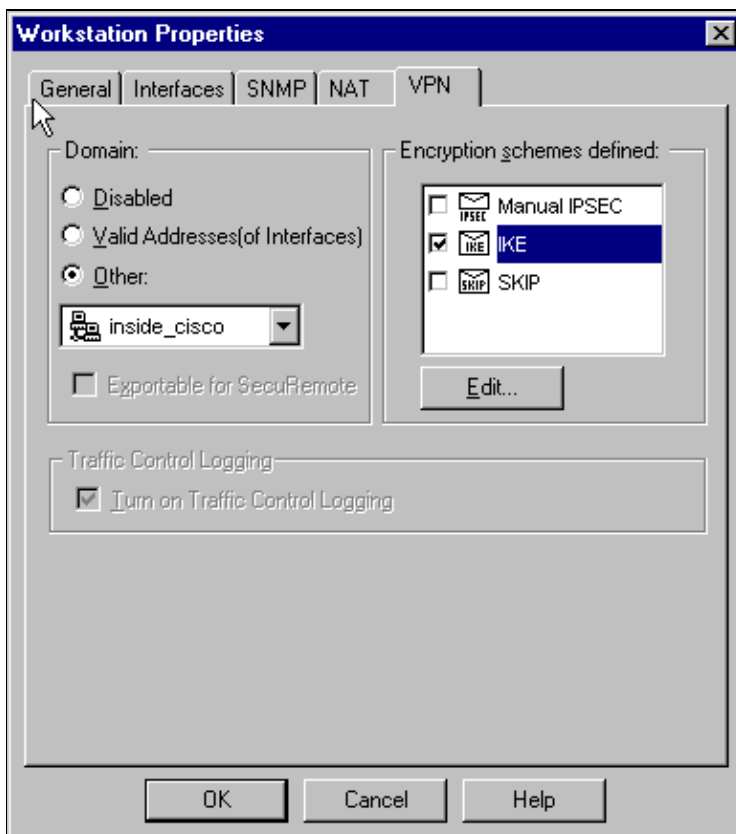 Workstation Properties
General Interfaces SNMP NAT VPN
Domain:
Disabled
Valid Addresses(of Interfaces)
Other:
inside_cisco
Exportable for SecuRemote
Encryption schemes defined:
IPSEC Manual IPSEC
IKE IKE
SKIP SKIP
Edit...
Traffic Control Logging
Turn on Traffic Control Logging
OK Cancel Help